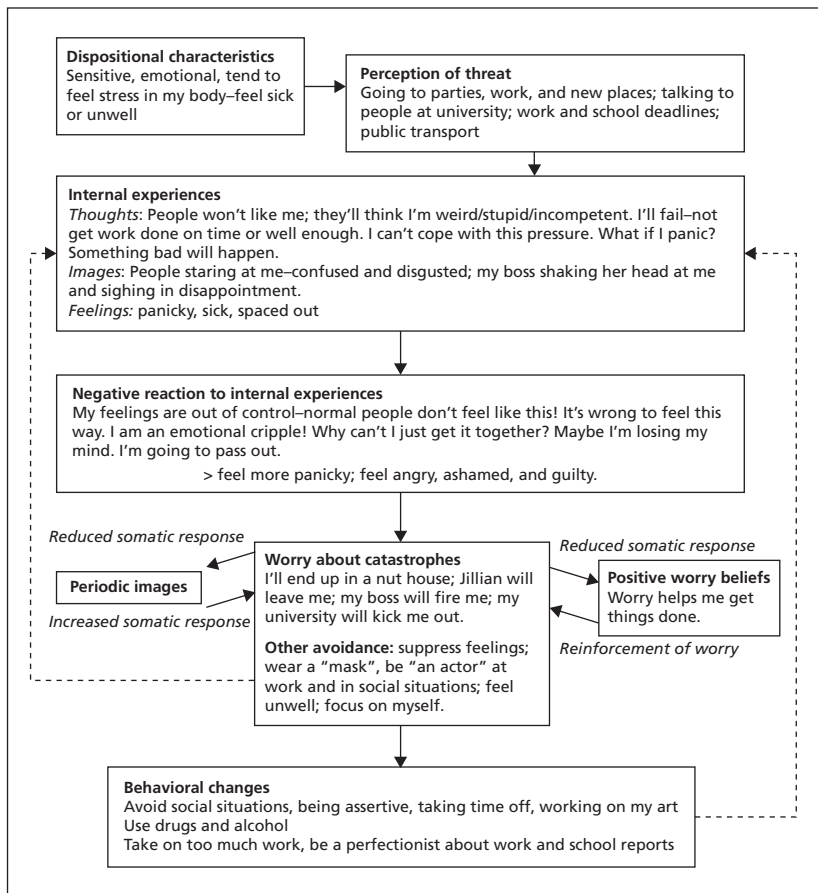 Dispositional characteristics
Sensitive, emotional, tend to
feel stress in my body–feel sick
or unwell
Perception of threat
Going to parties, work, and new places; talking to
people at university; work and school deadlines;
public transport
Internal experiences
Thoughts: People won’t like me; they’ll think I’m weird/stupid/incompetent. I’ll fail–not
get work done on time or well enough. I can’t cope with this pressure. What if I panic?
Something bad will happen.
Images: People staring at me–confused and disgusted; my boss shaking her head at me
and sighing in disappointment.
Feelings: panicky, sick, spaced out
Negative reaction to internal experiences
My feelings are out of control–normal people don’t feel like this! It’s wrong to feel this
way. I am an emotional cripple! Why can’t I just get it together? Maybe I’m losing my
mind. I’m going to pass out.
> feel more panicky; feel angry, ashamed, and guilty.
Reduced somatic response
Periodic images
Increased somatic response
Worry about catastrophes
I’ll end up in a nut house; Jillian will
leave me; my boss will fire me; my
university will kick me out.
Other avoidance: suppress feelings;
wear a “mask”, be “an actor” at
work and in social situations; feel
unwell; focus on myself.
Reduced somatic response
Positive worry beliefs
Worry helps me get
things done.
Reinforcement of worry
Behavioral changes
Avoid social situations, being assertive, taking time off, working on my art
Use drugs and alcohol
Take on too much work, be a perfectionist about work and school reports